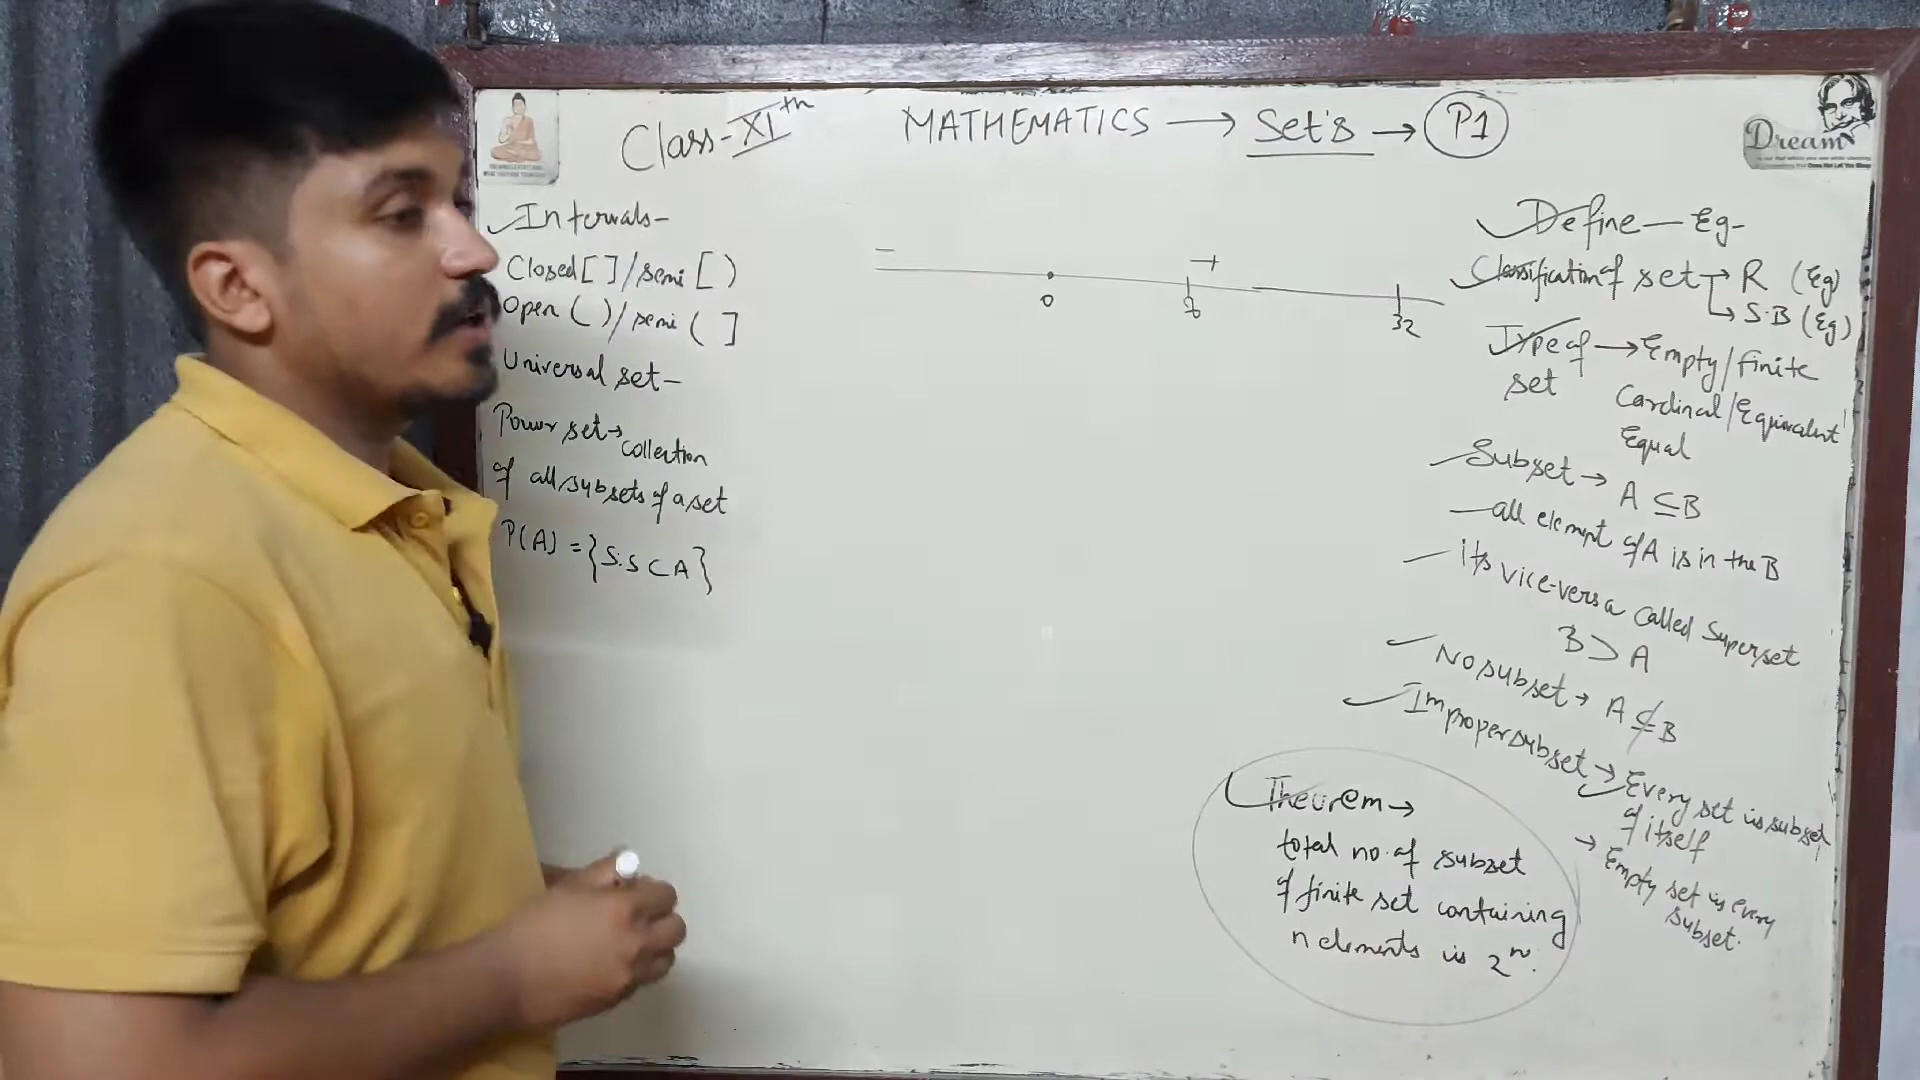 Class-XIth MATHEMATICS → Set's → P1
Dream
Intervals-
Closed [ ] / semi [ )
Open ( ) / semi ( ]
Universal set-
Power set→ collection
of all subsets of a set
P(A) = {S:S⊂A}
- +
0 32
Define - Eg-
Classification of set → R (Eg)
→ S.B (Eg)
Type of set → Empty/finite
Cardinal/Equivalent
Equal
Subset → A ⊆ B
- all elempt of A is in the B
- its vice-versa called Superset
B ⊃ A
No subset → A ⊈ B
Improper subset → Every set is subset
of itself
→ Empty set is every
subset.
Theurem →
total no. of subset
of finite set containing
n elements is 2ⁿ.